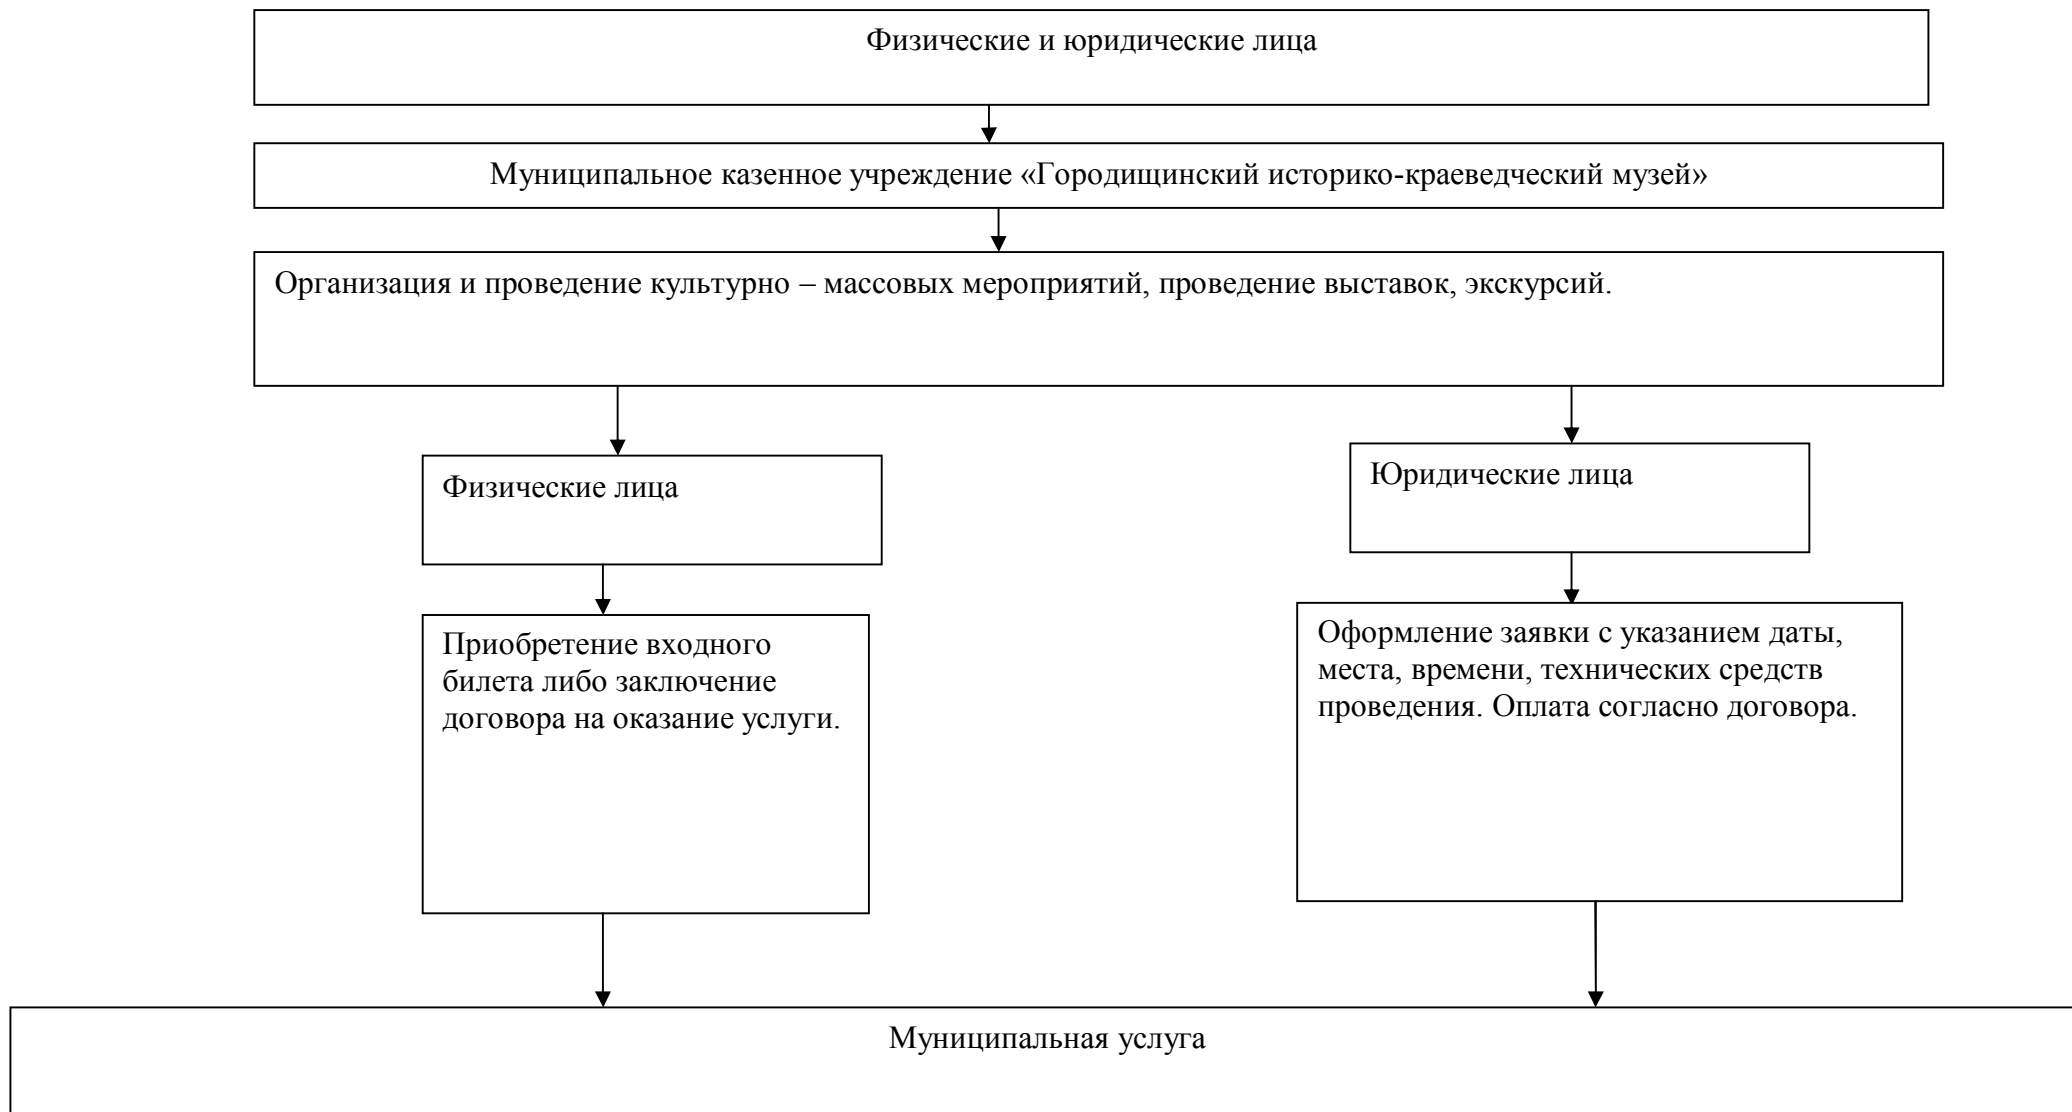 Физические и юридические лица
Муниципальное казенное учреждение «Городищинский историко-краеведческий музей»
Организация и проведение культурно – массовых мероприятий, проведение выставок, экскурсий.
Физические лица
Юридические лица
Приобретение входного
билета либо заключение
договора на оказание услуги.
Оформление заявки с указанием даты,
места, времени, технических средств
проведения. Оплата согласно договора.
Муниципальная услуга